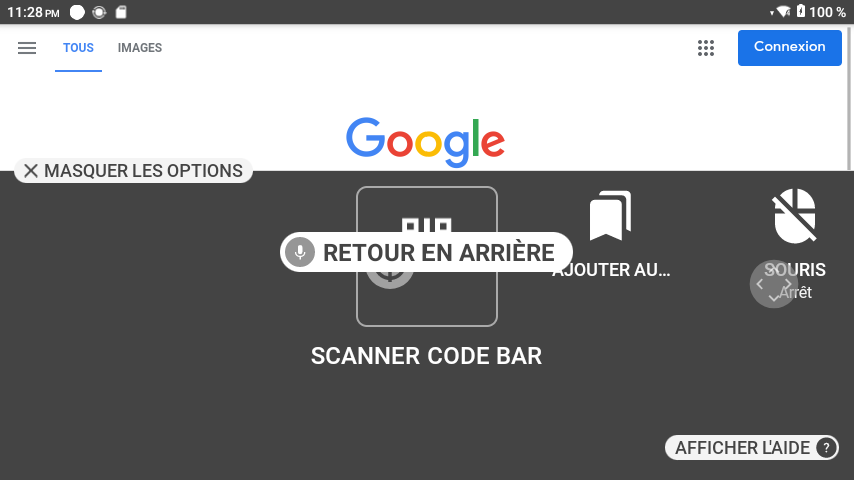 11:28 PM
100 %
TOUS
IMAGES
Connexion
Google
MASQUER LES OPTIONS
RETOUR EN ARRIÈRE
AJOUTER AU...
SOURIS
Arrêt
SCANNER CODE BAR
AFFICHER L'AIDE ?